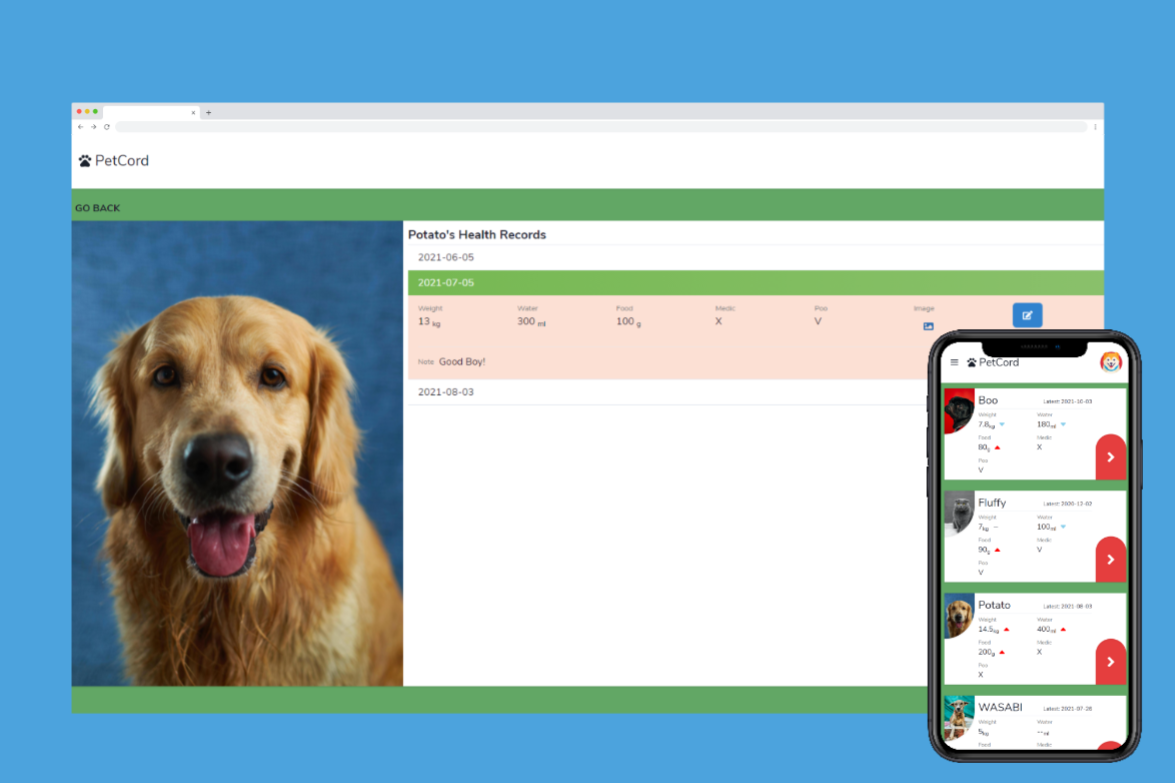 PetCord
GO BACK
Potato's Health Records
2021-06-05
2021-07-05
Weight Water Food Medic Poo Image
13 kg 300 ml 100 g X V
Note Good Boy!
2021-08-03
PetCord
Boo Latest:2021-10-03
Weight Water
7.8kg 180ml
Food Medic
80g X
Poo
V
Fluffy Latest:2020-12-02
Weight Water
7kg – 100ml
Food Medic
90g V
Poo
V
Potato Latest:2021-08-03
Weight Water
14.5kg 400ml
Food Medic
200g X
Poo
X
WASABI Latest:2021-07-28
Weight Water
5kg --ml
Food Medic